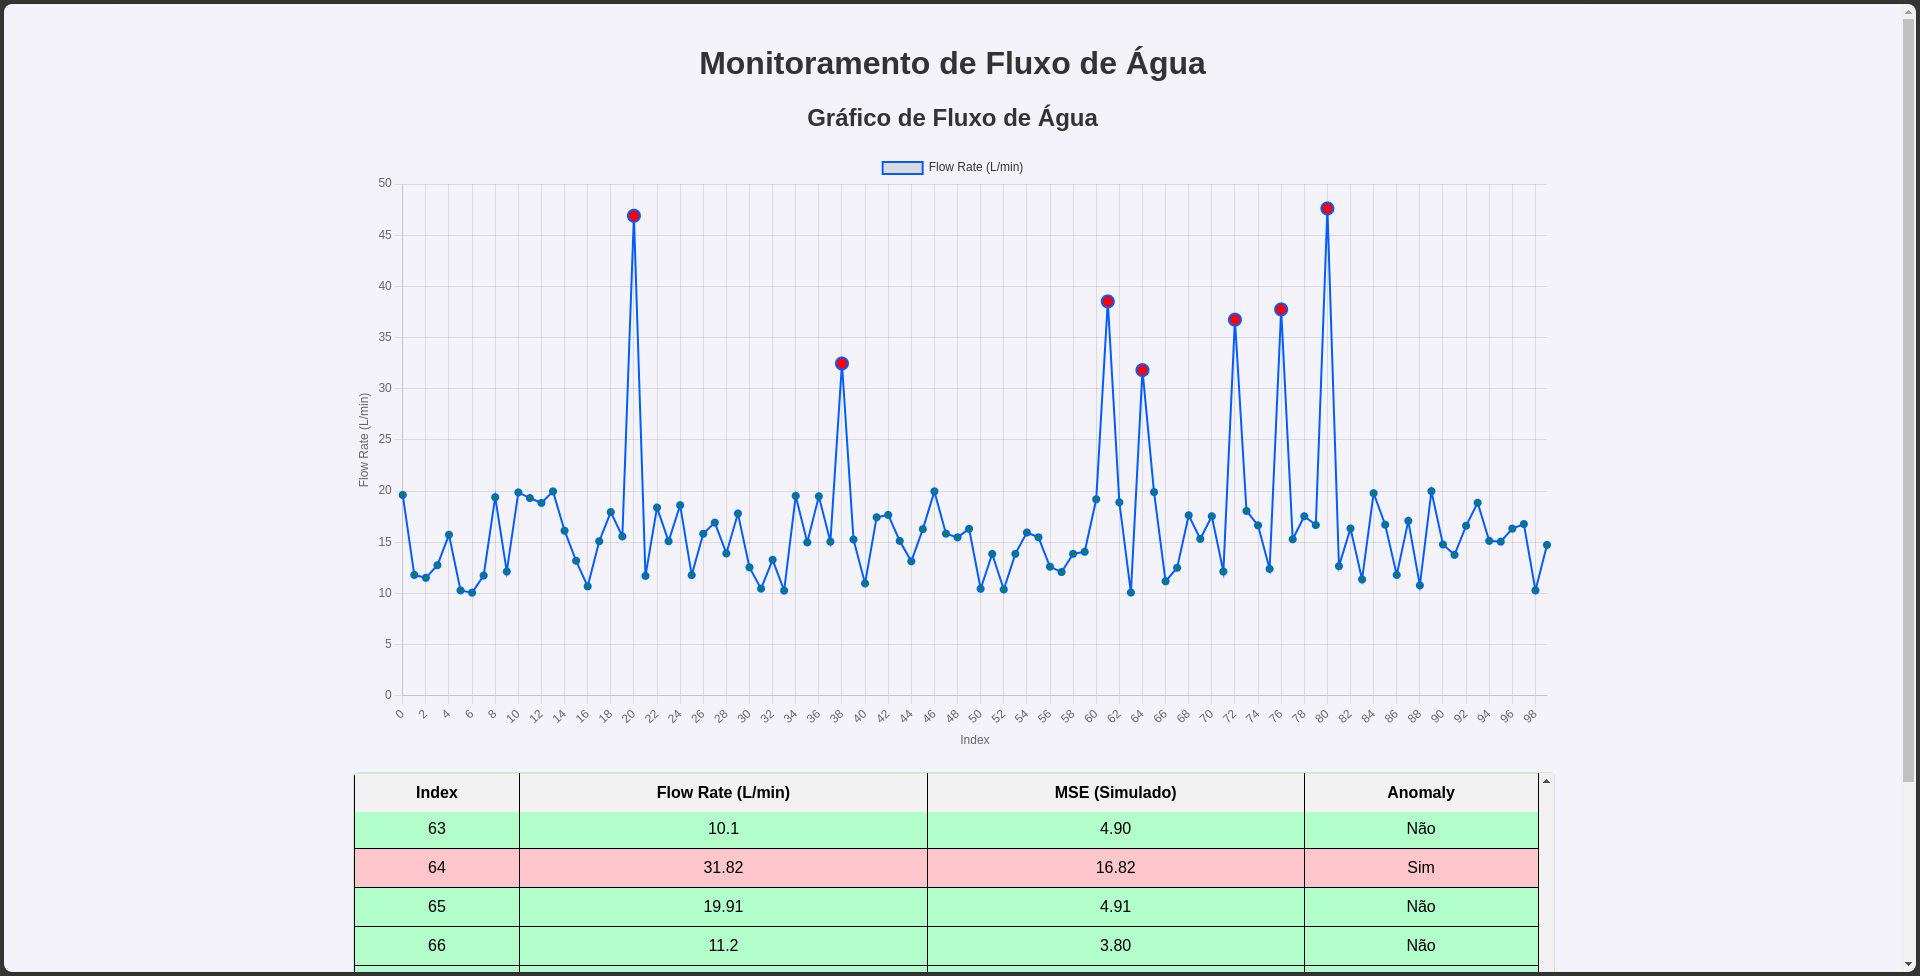 Monitoramento de Fluxo de Água
Gráfico de Fluxo de Água
Flow Rate (L/min)
50
45
40
35
30
25
20
15
10
5
0
Flow Rate (L/min)
0 2 4 6 8 10 12 14 16 18 20 22 24 26 28 30 32 34 36 38 40 42 44 46 48 50 52 54 56 58 60 62 64 66 68 70 72 74 76 78 80 82 84 86 88 90 92 94 96 98
Index
Index Flow Rate (L/min) MSE (Simulado) Anomaly
63 10.1 4.90 Não
64 31.82 16.82 Sim
65 19.91 4.91 Não
66 11.2 3.80 Não